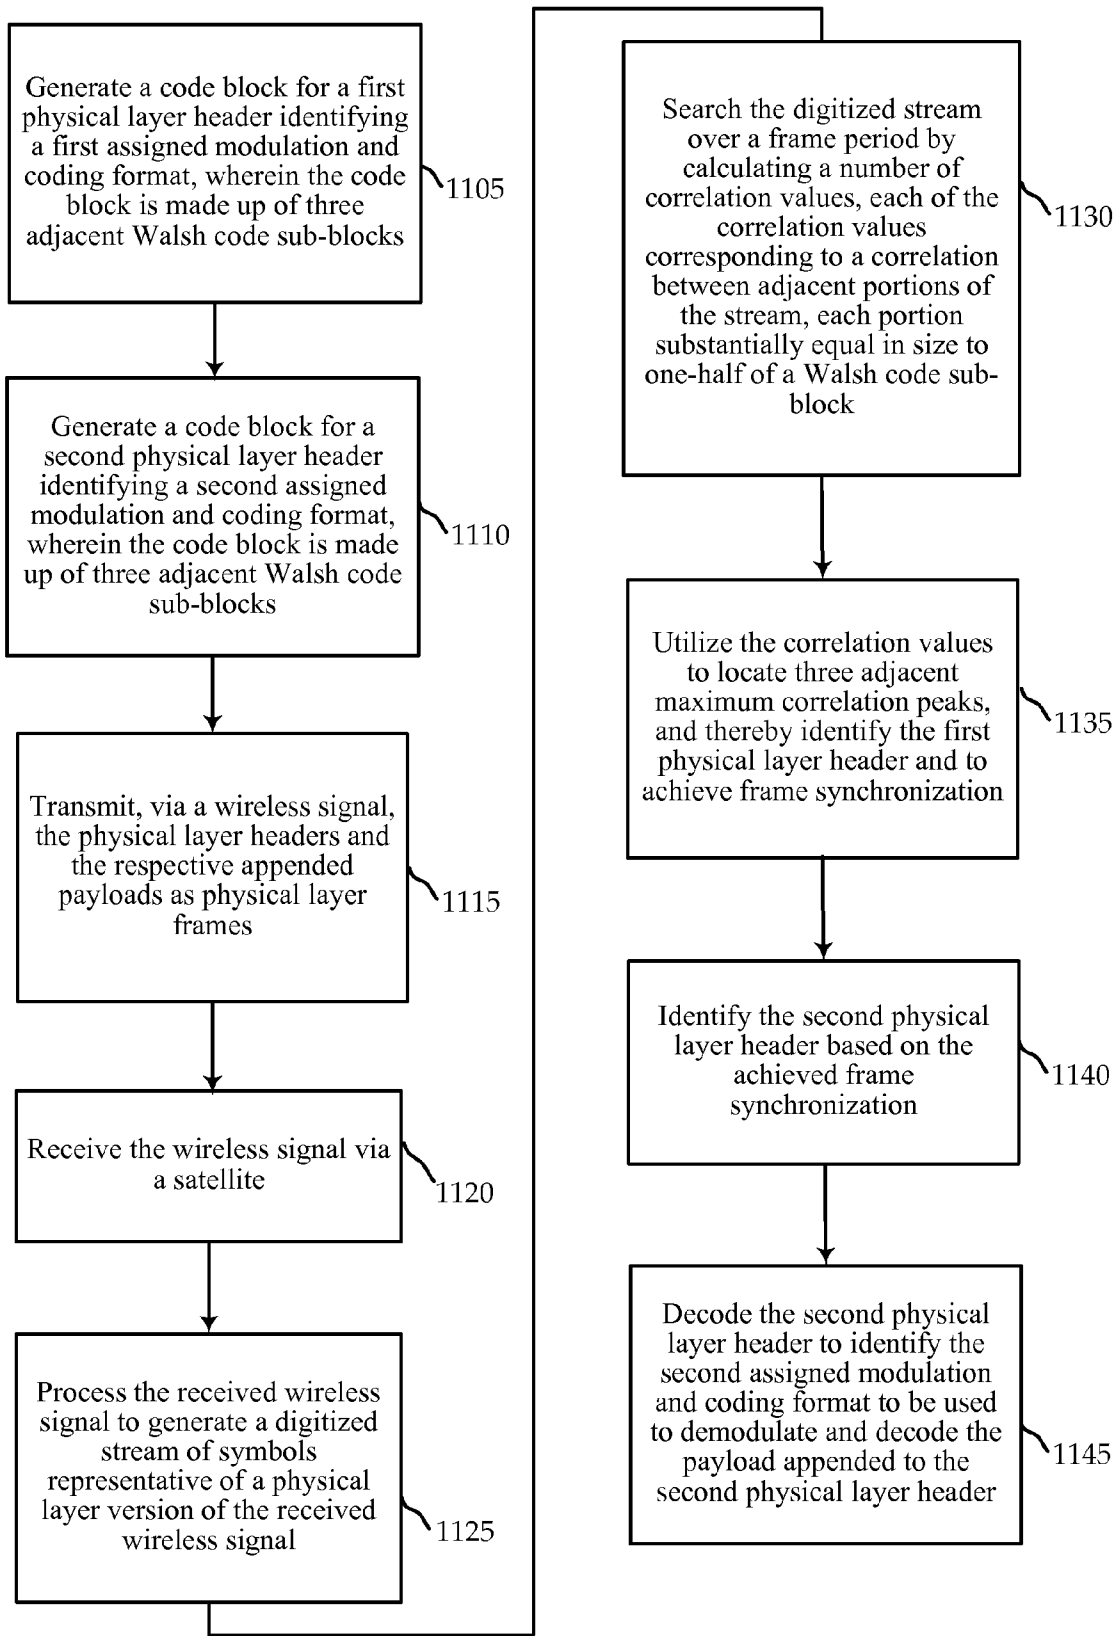 Generate a code block for a first
physical layer header identifying
a first assigned modulation and
coding format, wherein the code
block is made up of three
adjacent Walsh code sub-blocks
1105
Generate a code block for a
second physical layer header
identifying a second assigned
modulation and coding format,
wherein the code block is made
up of three adjacent Walsh code
sub-blocks
1110
Transmit, via a wireless signal,
the physical layer headers and
the respective appended
payloads as physical layer
frames
1115
Receive the wireless signal via
a satellite
1120
Process the received wireless
signal to generate a digitized
stream of symbols
representative of a physical
layer version of the received
wireless signal
1125
Search the digitized stream
over a frame period by
calculating a number of
correlation values, each of the
correlation values
corresponding to a correlation
between adjacent portions of
the stream, each portion
substantially equal in size to
one-half of a Walsh code sub-
block
1130
Utilize the correlation values
to locate three adjacent
maximum correlation peaks,
and thereby identify the first
physical layer header and to
achieve frame synchronization
1135
Identify the second physical
layer header based on the
achieved frame
synchronization
1140
Decode the second physical
layer header to identify the
second assigned modulation
and coding format to be used
to demodulate and decode the
payload appended to the
second physical layer header
1145